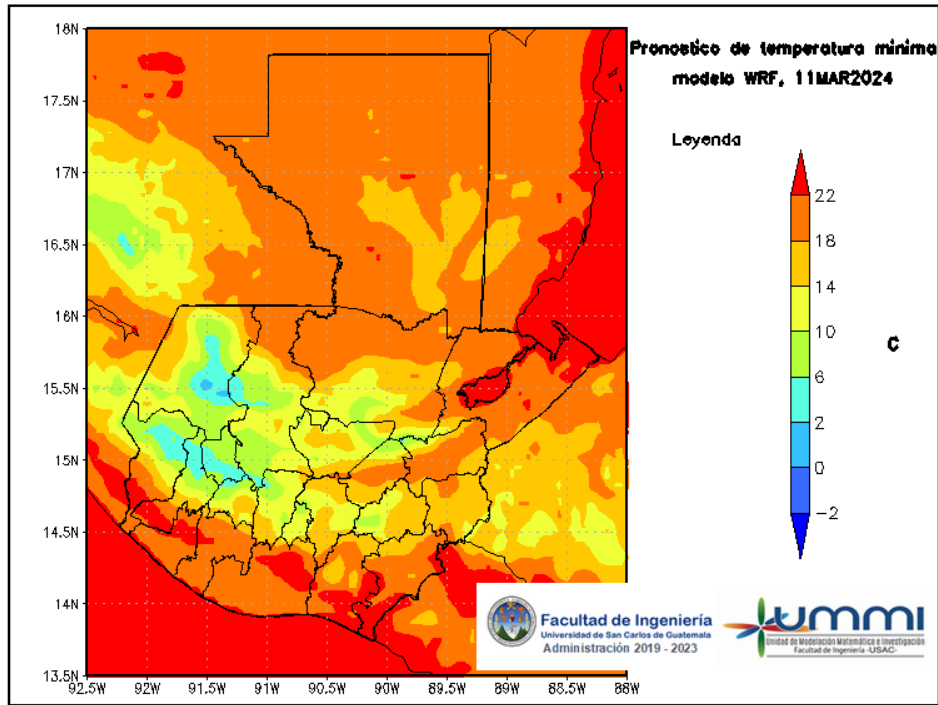 Pronostico de temperatura minima
modelo WRF, 11MAR2024
Leyenda
22
18
14
10
6
2
0
−2
C
18N
17.5N
17N
16.5N
16N
15.5N
15N
14.5N
14N
13.5N
92.5W 92W 91.5W 91W 90.5W 90W 89.5W 89W 88.5W 88W
Facultad de Ingeniería
Universidad de San Carlos de Guatemala
Administración 2019 - 2023
ummi
Unidad de Modelación Matemática e Investigación
Facultad de Ingeniería -USAC-